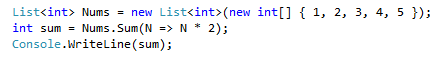 List<int> Nums = new List<int>(new int[] { 1, 2, 3, 4, 5 });
int sum = Nums.Sum(N => N * 2);
Console.WriteLine(sum);